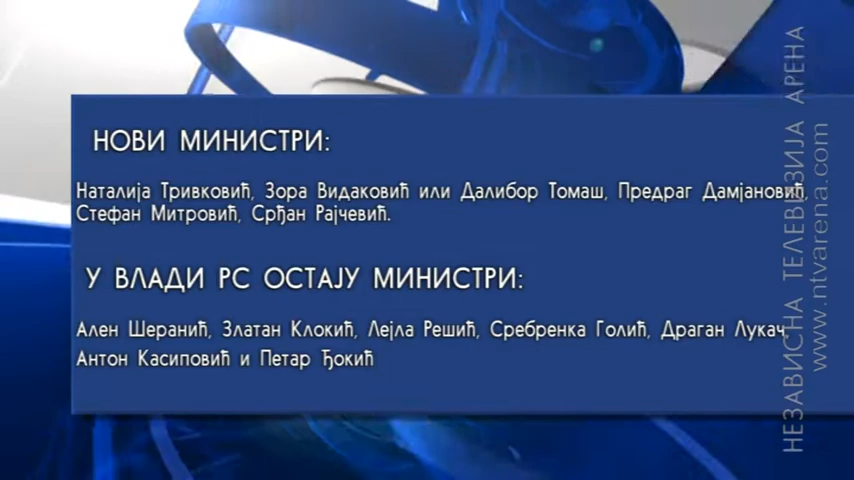 НОВИ МИНИСТРИ:
Наталија Тривковић, Зора Видаковић или Далибор Томаш, Предраг Дамјановић,
Стефан Митровић, Срђан Рајчевић.
У ВЛАДИ РС ОСТАЈУ МИНИСТРИ:
Ален Шеранић, Златан Клокић, Лејла Решић, Сребренка Голић, Драган Лукач,
Антон Касиповић и Петар Ђокић
НЕЗАВИСНА ТЕЛЕВИЗИЈА АРЕНА
www.ntvarena.com